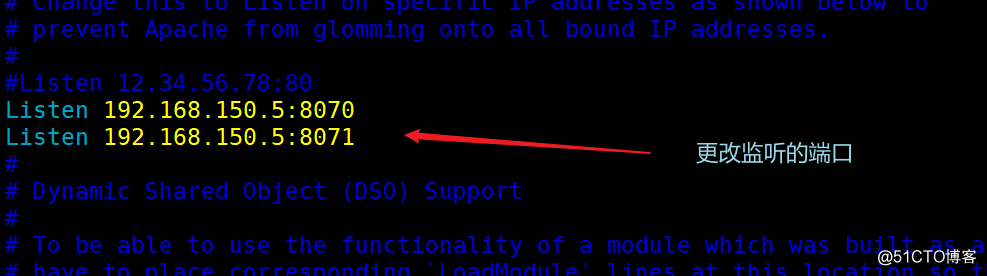 # Change this to Listen on specific IP addresses as shown below to
# prevent Apache from glomming onto all bound IP addresses.
#
#Listen 12.34.56.78:80
Listen 192.168.150.5:8070
Listen 192.168.150.5:8071
更改监听的端口
#
# Dynamic Shared Object (DSO) Support
#
# To be able to use the functionality of a module which was built as a
# have to place corresponding `LoadModule' lines at this location so t
@51CTO博客